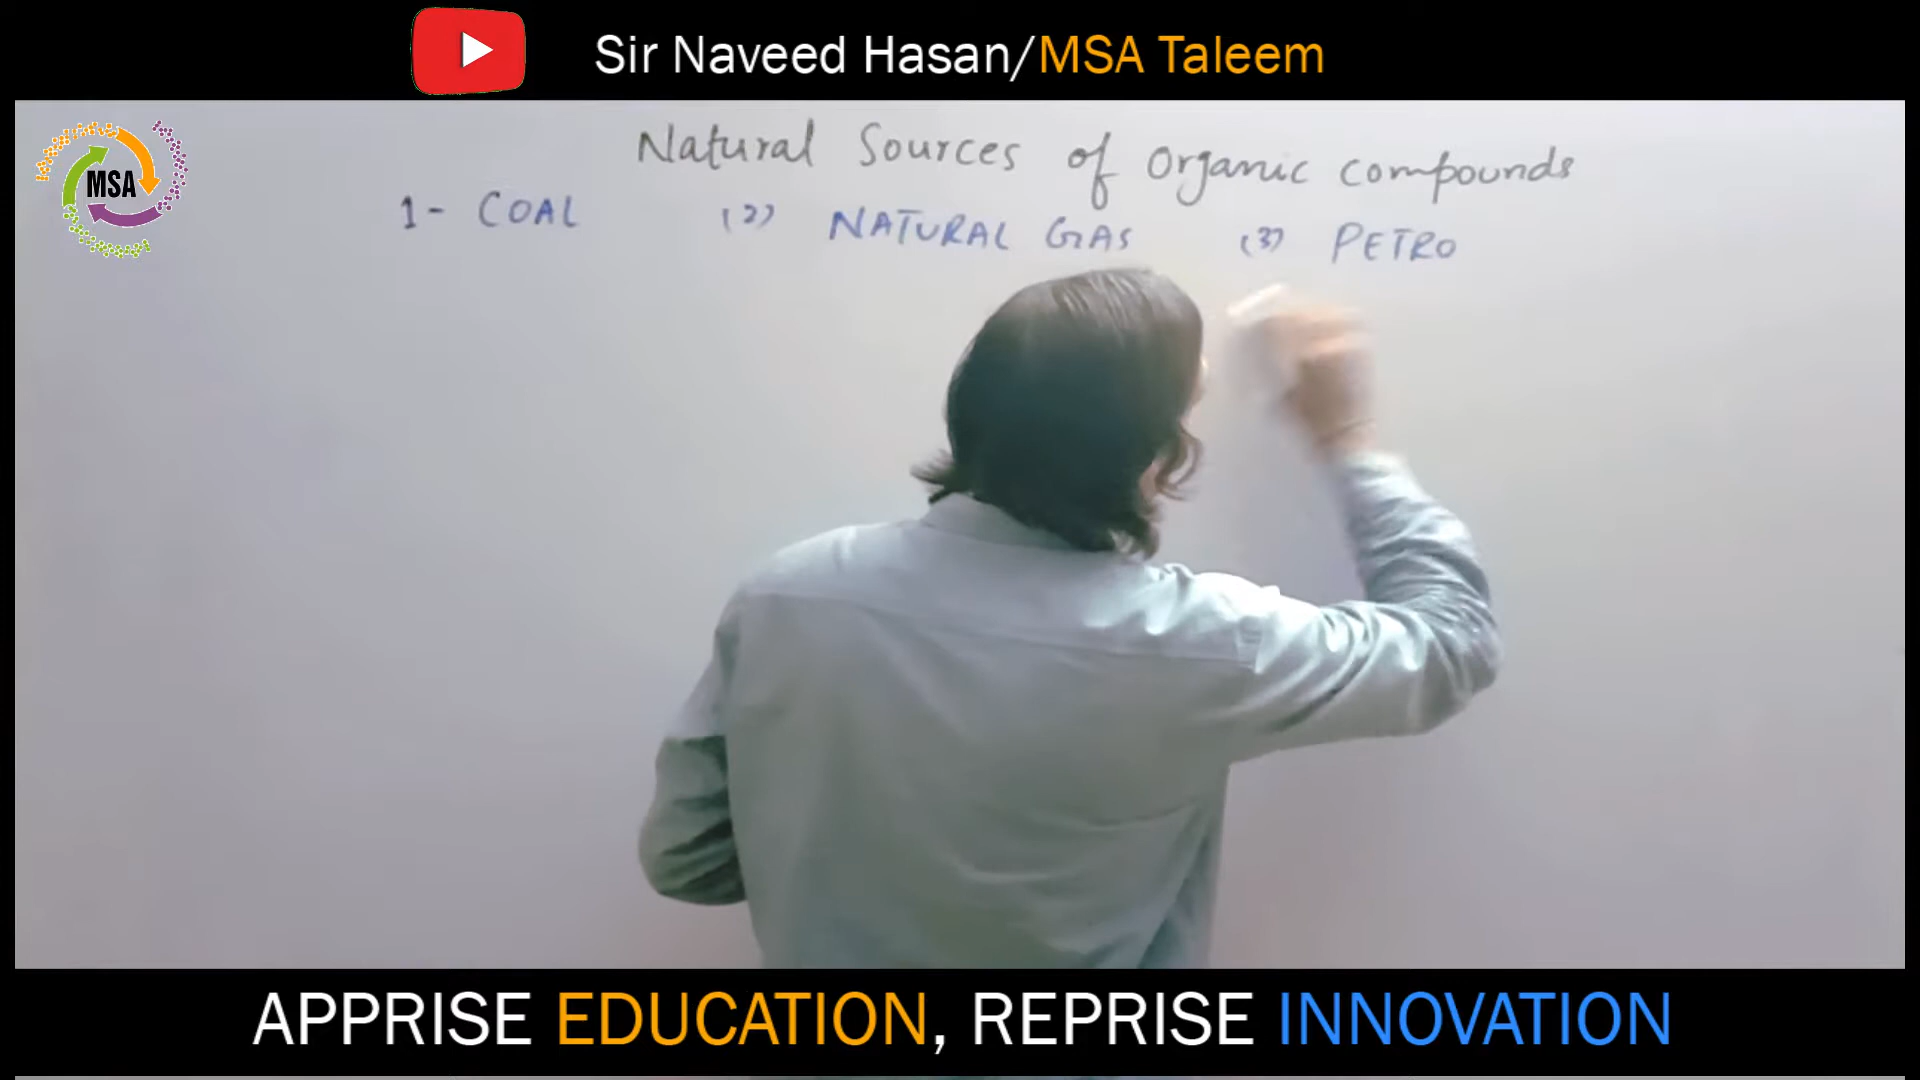 Sir Naveed Hasan/MSA Taleem
MSA
Natural Sources of Organic compounds
1- COAL (2) NATURAL GAS (3) PETRO
APPRISE EDUCATION, REPRISE INNOVATION